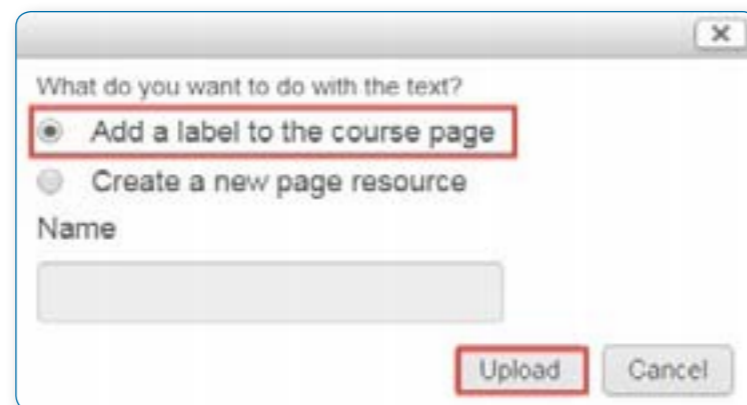 What do you want to do with the text?
Add a label to the course page
Create a new page resource
Name
Upload Cancel